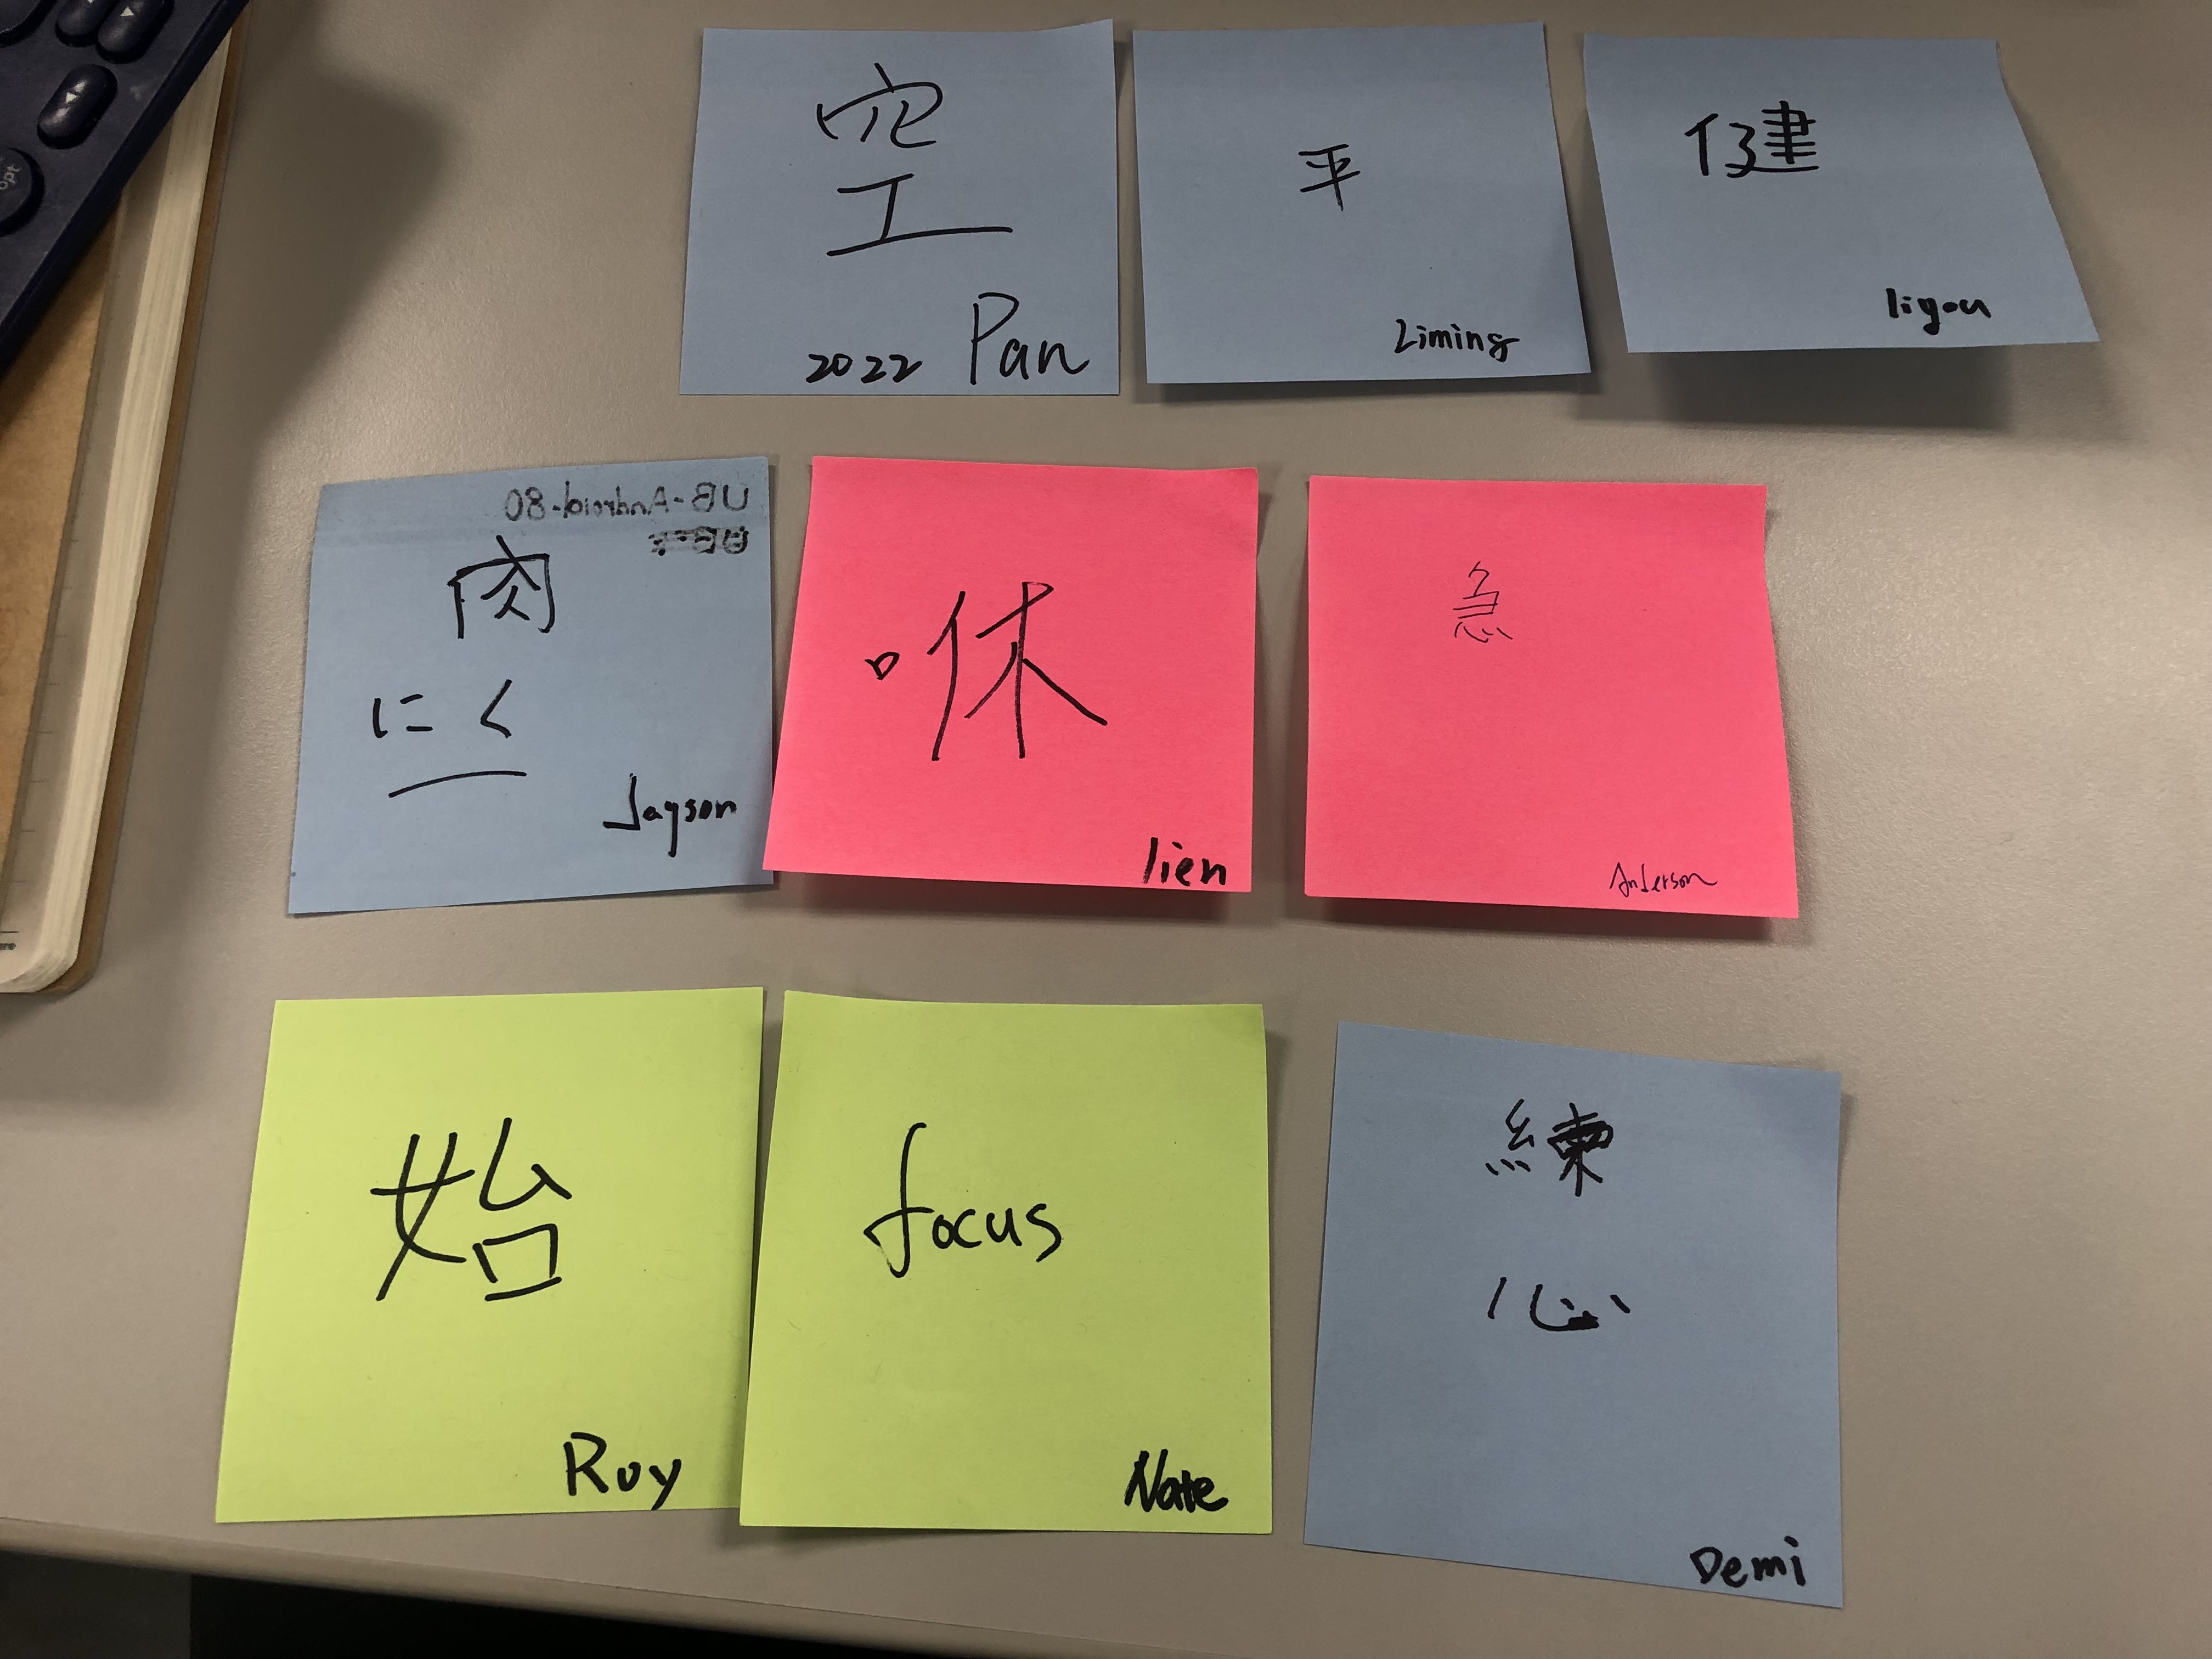 空
2022 Pan
平
Liming
健
ligou
UB-Android-80
肉
にく
Jayson
咻
lien
急
Anderson
始
Roy
focus
Nate
練
心
Demi
opt